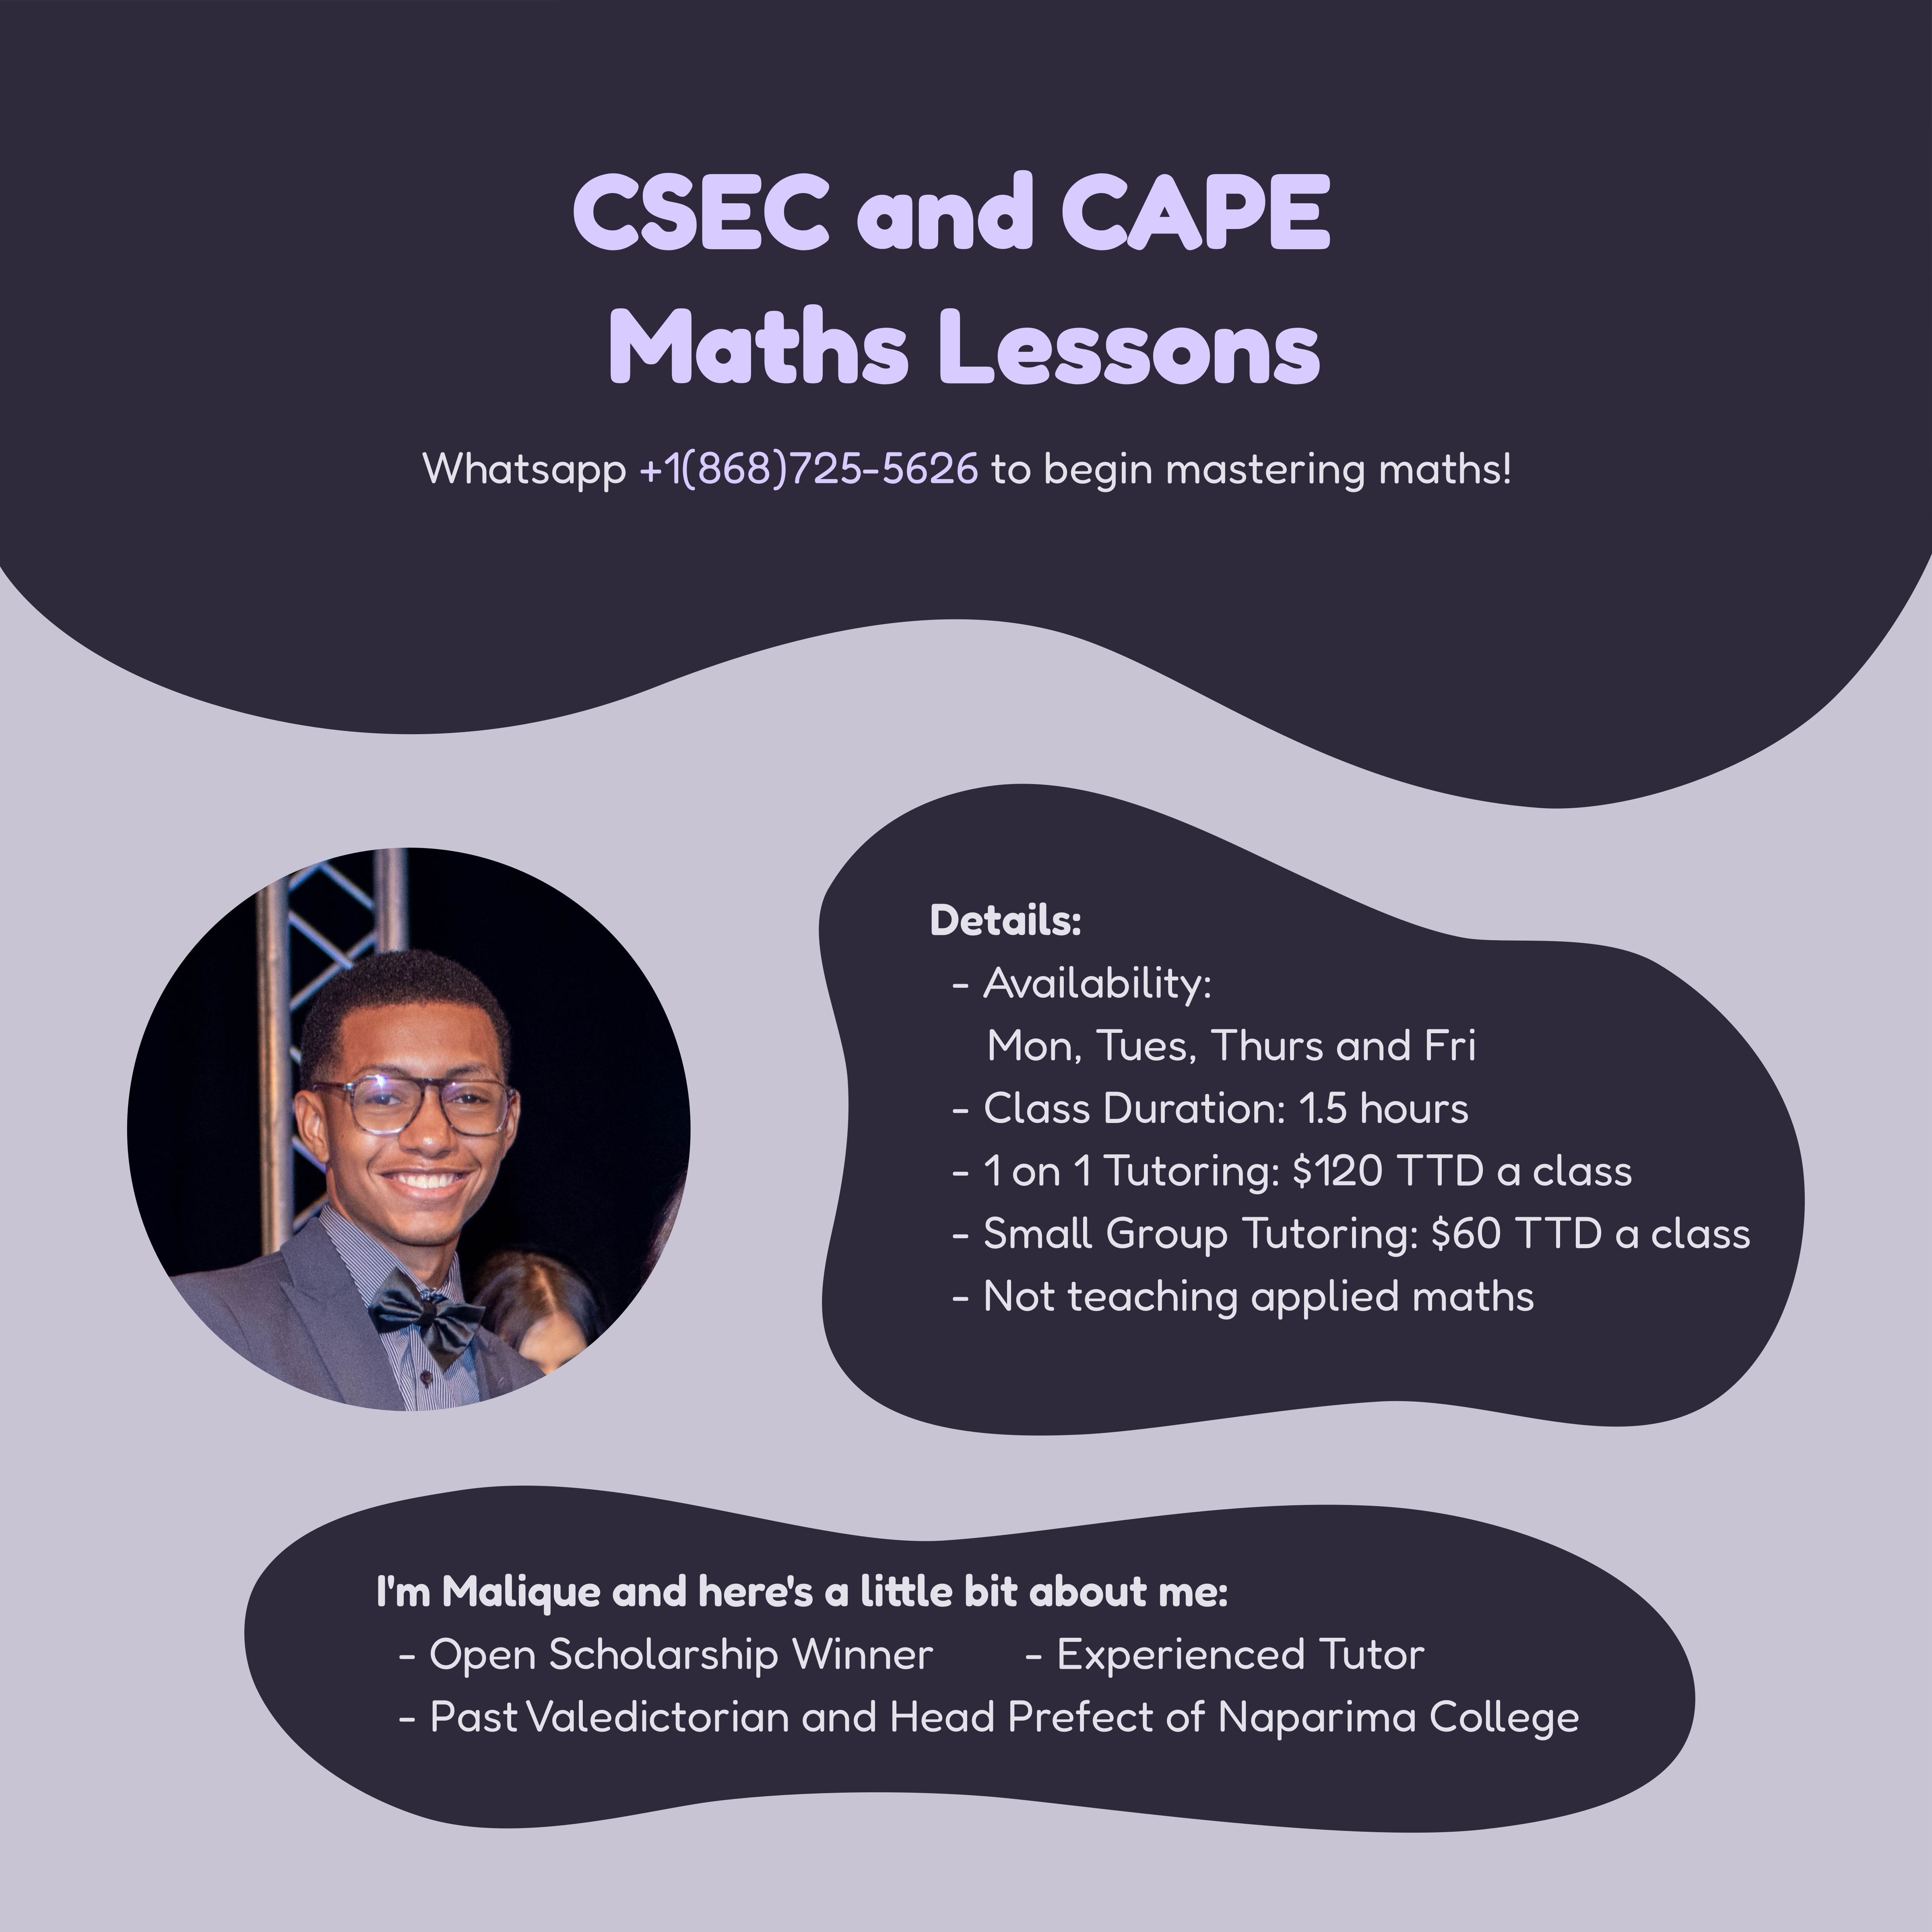 CSEC and CAPE
Maths Lessons
Whatsapp +1(868)725-5626 to begin mastering maths!
Details:
- Availability:
Mon, Tues, Thurs and Fri
- Class Duration: 1.5 hours
- 1 on 1 Tutoring: $120 TTD a class
- Small Group Tutoring: $60 TTD a class
- Not teaching applied maths
I'm Malique and here's a little bit about me:
- Open Scholarship Winner - Experienced Tutor
- Past Valedictorian and Head Prefect of Naparima College